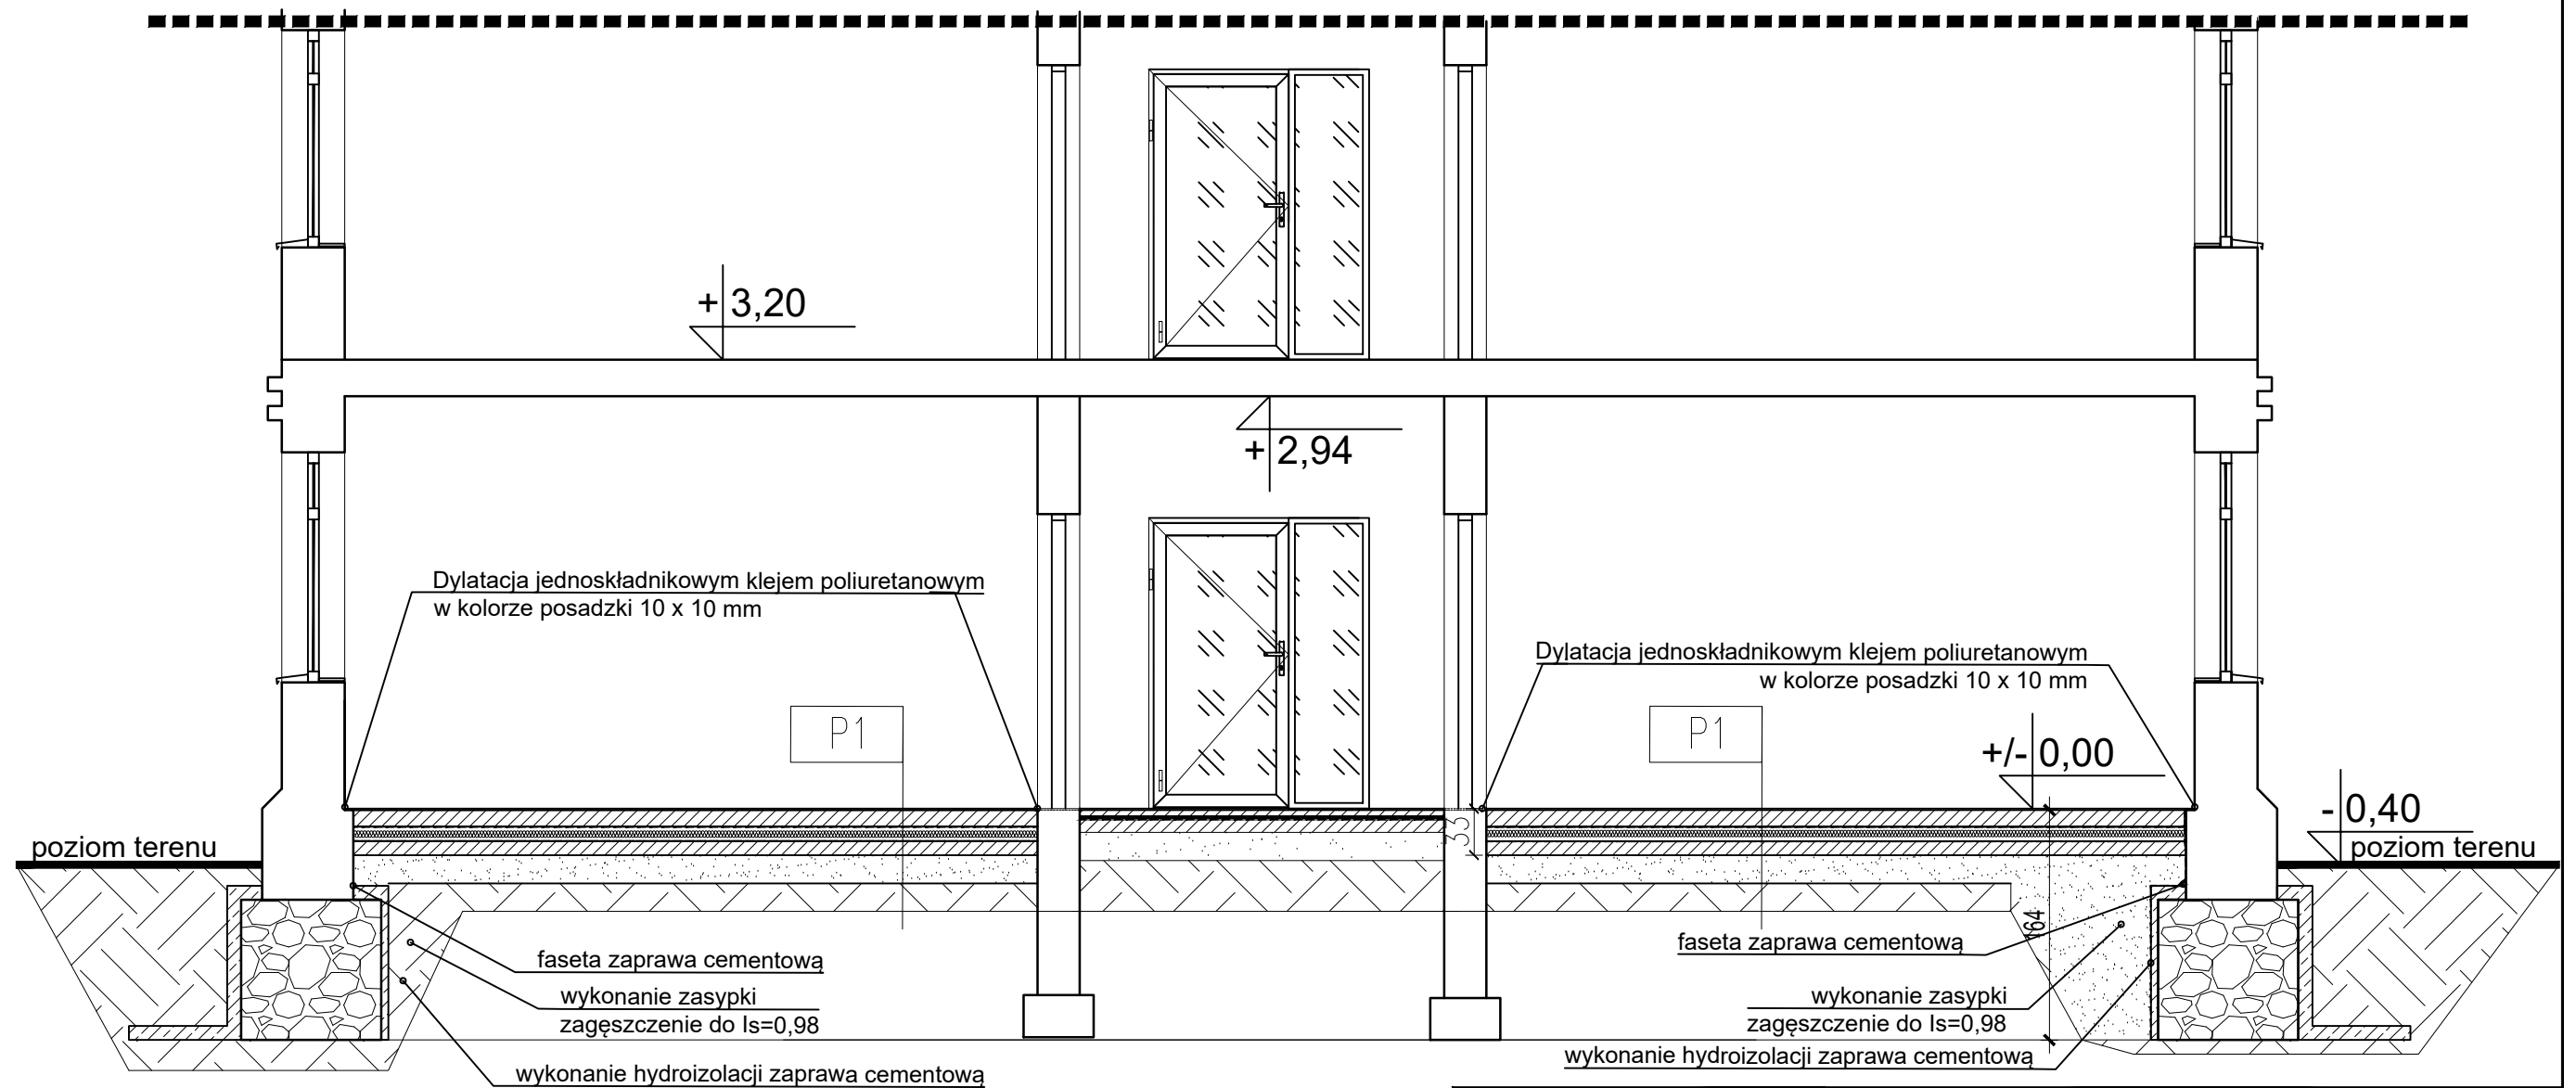 + 3,20
+ 2,94
Dylatacja jednoskładnikowym klejem poliuretanowym
w kolorze posadzki 10 x 10 mm
Dylatacja jednoskładnikowym klejem poliuretanowym
w kolorze posadzki 10 x 10 mm
P1
P1
+/- 0,00
- 0,40
poziom terenu
poziom terenu
33
164
faseta zaprawa cementową
wykonanie zasypki
zagęszczenie do Is=0,98
wykonanie hydroizolacji zaprawa cementową
faseta zaprawa cementową
wykonanie zasypki
zagęszczenie do Is=0,98
wykonanie hydroizolacji zaprawa cementową